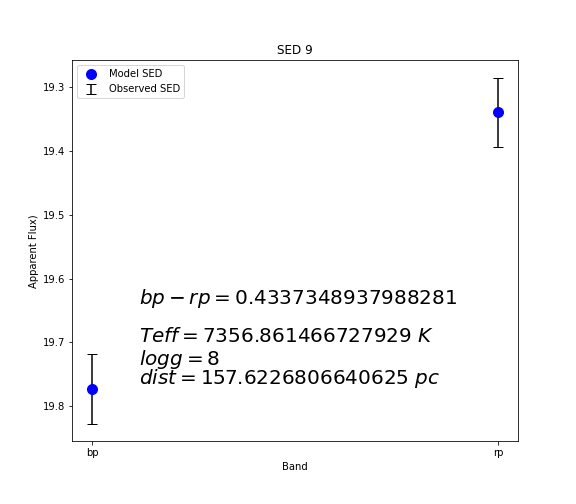 SED 9
Model SED
Observed SED
19.3
19.4
19.5
19.6
19.7
19.8
Apparent Flux)
bp − rp = 0.4337348937988281
Teff = 7356.861466727929 K
logg = 8
dist = 157.6226806640625 pc
bp
rp
Band